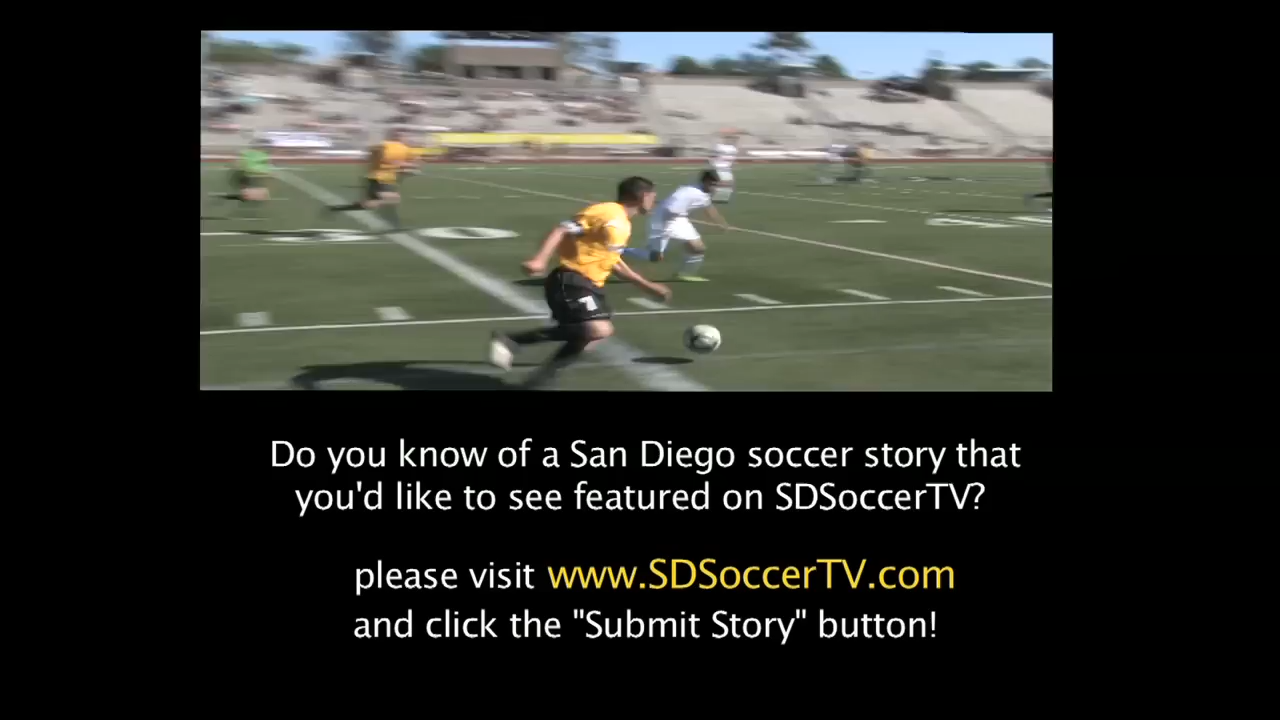 Do you know of a San Diego soccer story that
you'd like to see featured on SDSoccerTV?
please visit www.SDSoccerTV.com
and click the "Submit Story" button!